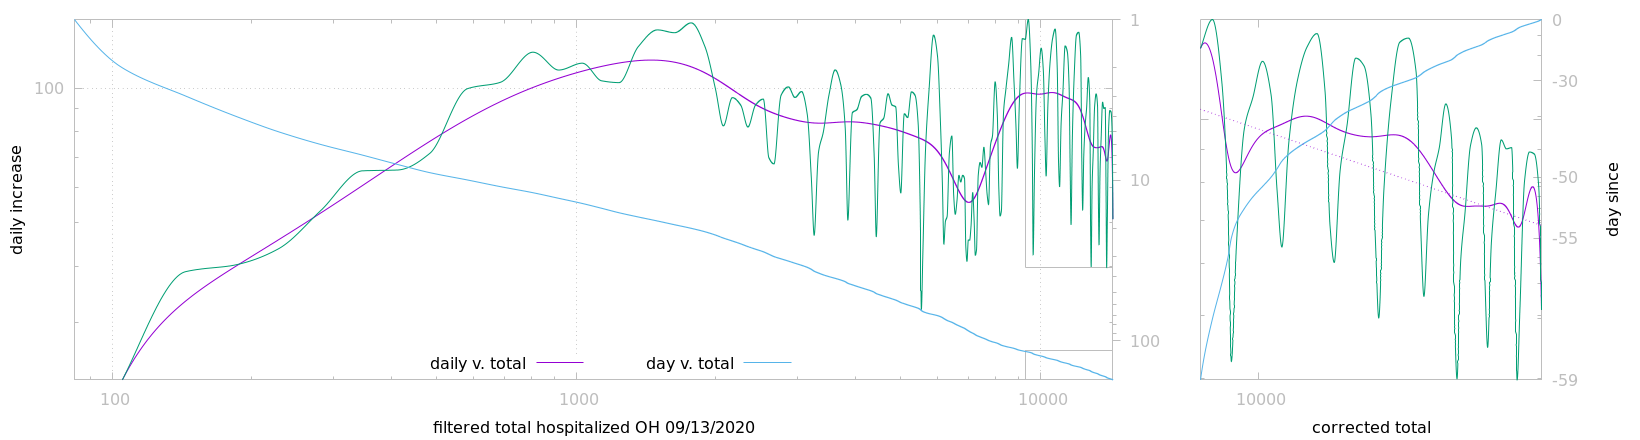 1
0
100
-30
daily increase
10
-50
day since
-55
100
daily v. total
day v. total
-59
100
1000
10000
10000
filtered total hospitalized OH 09/13/2020
corrected total